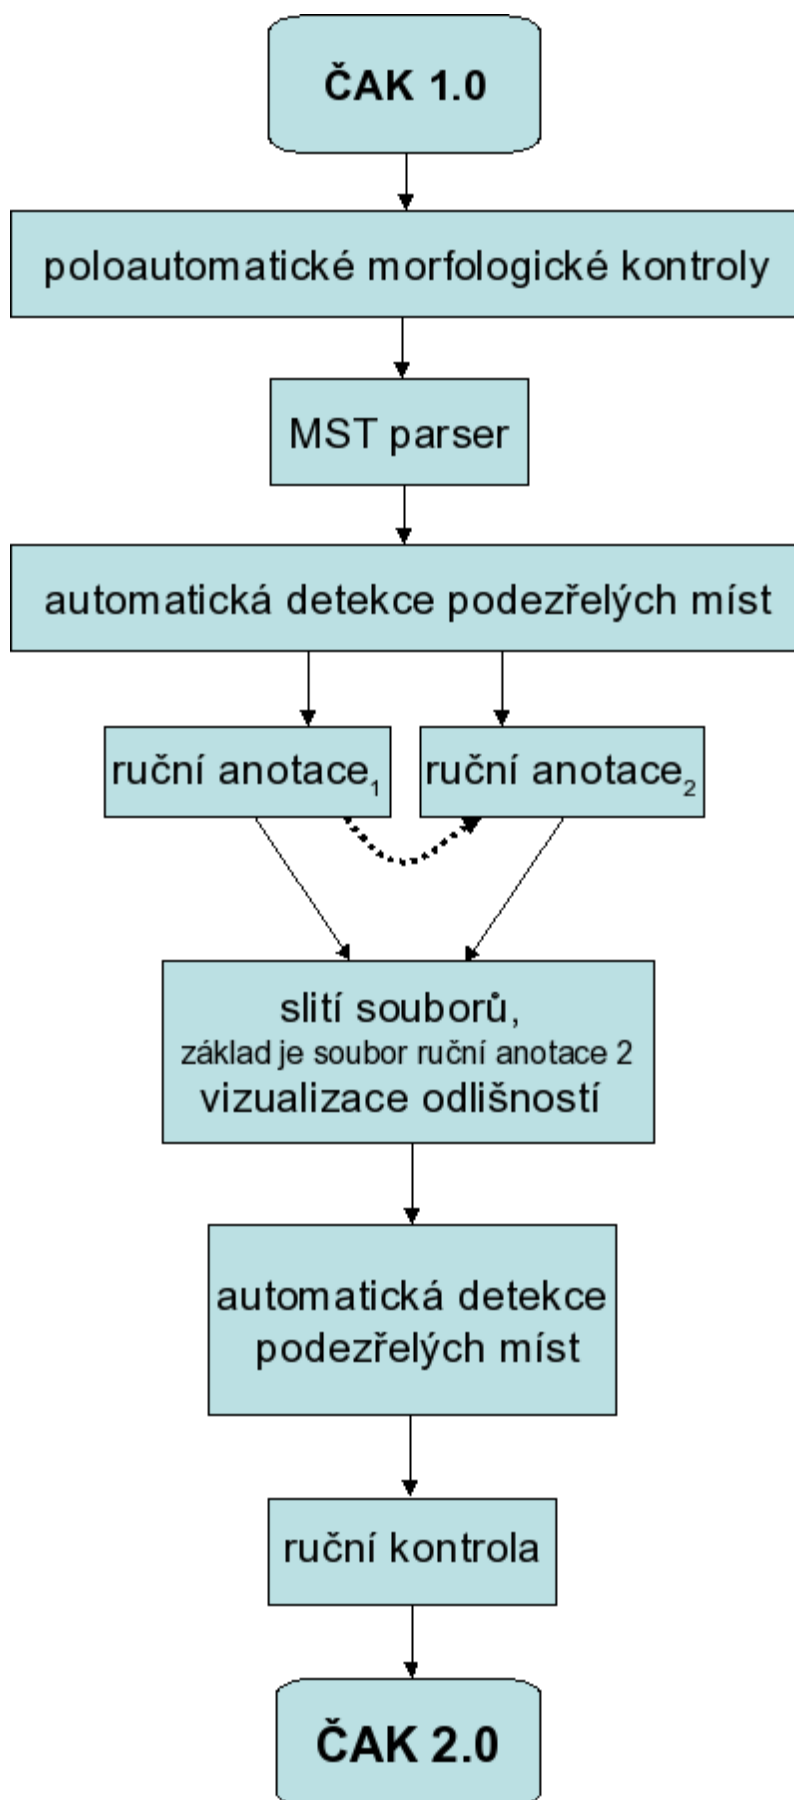 ČAK 1.0
poloautomatické morfologické kontroly
MST parser
automatická detekce podezřelých míst
ruční anotace₁
ruční anotace₂
slití souborů,
základ je soubor ruční anotace 2
vizualizace odlišností
automatická detekce
podezřelých míst
ruční kontrola
ČAK 2.0